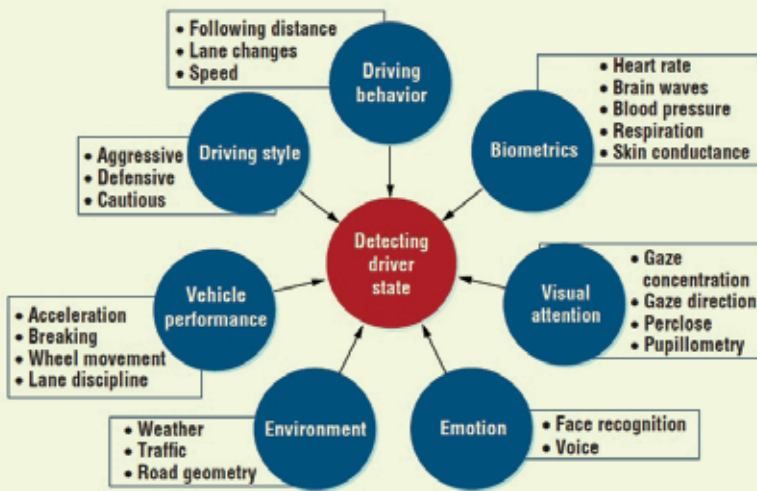 • Following distance
• Lane changes
• Speed
Driving
behavior
• Heart rate
• Brain waves
• Blood pressure
• Respiration
• Skin conductance
Biometrics
• Aggressive
• Defensive
• Cautious
Driving style
Detecting
driver
state
• Gaze
concentration
• Gaze direction
• Perclose
• Pupillometry
Visual
attention
Vehicle
performance
• Acceleration
• Breaking
• Wheel movement
• Lane discipline
• Weather
• Traffic
• Road geometry
Environment
Emotion
• Face recognition
• Voice